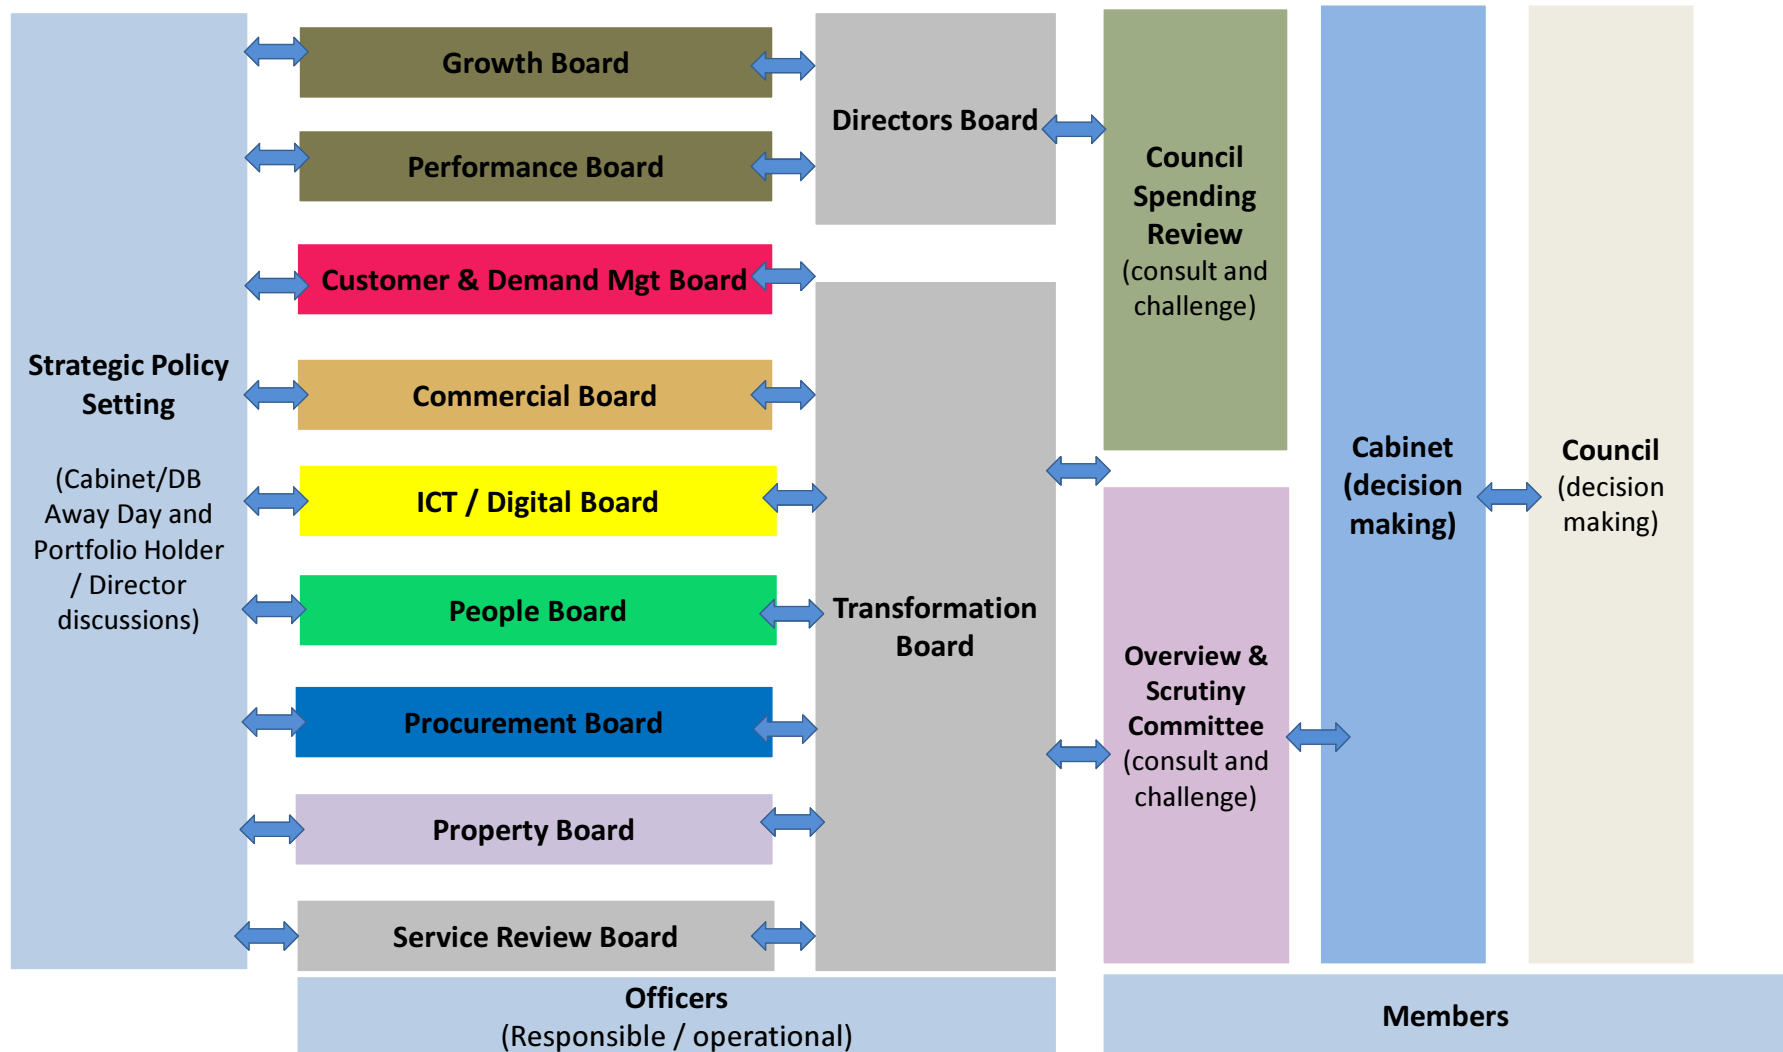 Strategic Policy
Setting
(Cabinet/DB
Away Day and
Portfolio Holder
/ Director
discussions)
Growth Board
Performance Board
Customer & Demand Mgt Board
Commercial Board
ICT / Digital Board
People Board
Procurement Board
Property Board
Service Review Board
Directors Board
Transformation
Board
Council
Spending
Review
(consult and
challenge)
Overview &
Scrutiny
Committee
(consult and
challenge)
Cabinet
(decision
making)
Council
(decision
making)
Officers
(Responsible / operational)
Members